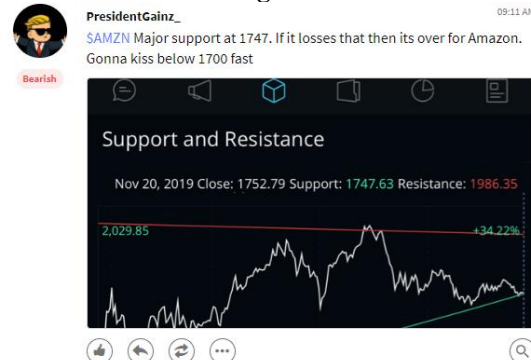 PresidentGainz_
09:11 AM
$AMZN Major support at 1747. If it losses that then its over for Amazon.
Gonna kiss below 1700 fast
Bearish
Support and Resistance
Nov 20, 2019 Close: 1752.79 Support: 1747.63 Resistance: 1986.35
2,029.85
+34.22%